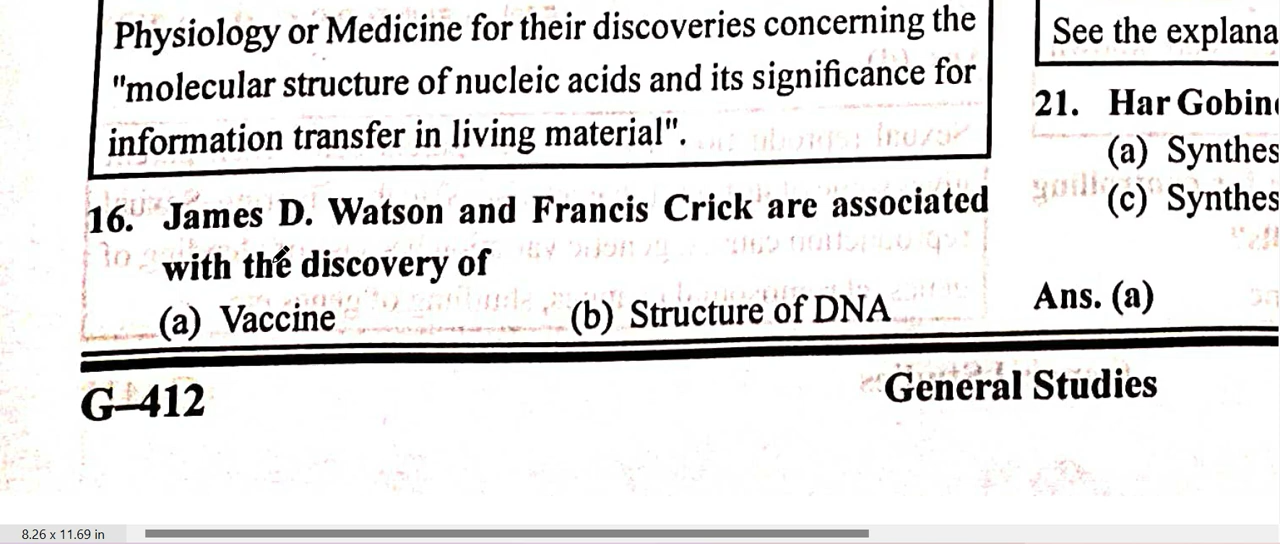 Physiology or Medicine for their discoveries concerning the
"molecular structure of nucleic acids and its significance for
information transfer in living material".
16. James D. Watson and Francis Crick are associated
with the discovery of
(a) Vaccine (b) Structure of DNA
See the explana
21. Har Gobin
(a) Synthes
(c) Synthes
Ans. (a)
G–412
General Studies
8.26 x 11.69 in